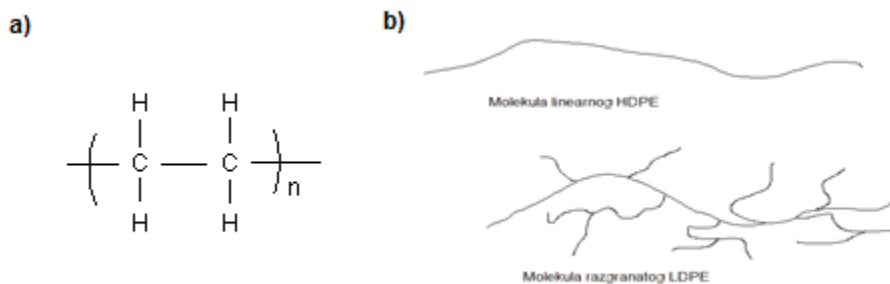 a)
H H
C C
n
H H
b)
Molekula linearnog HDPE
Molekula razgranatog LDPE